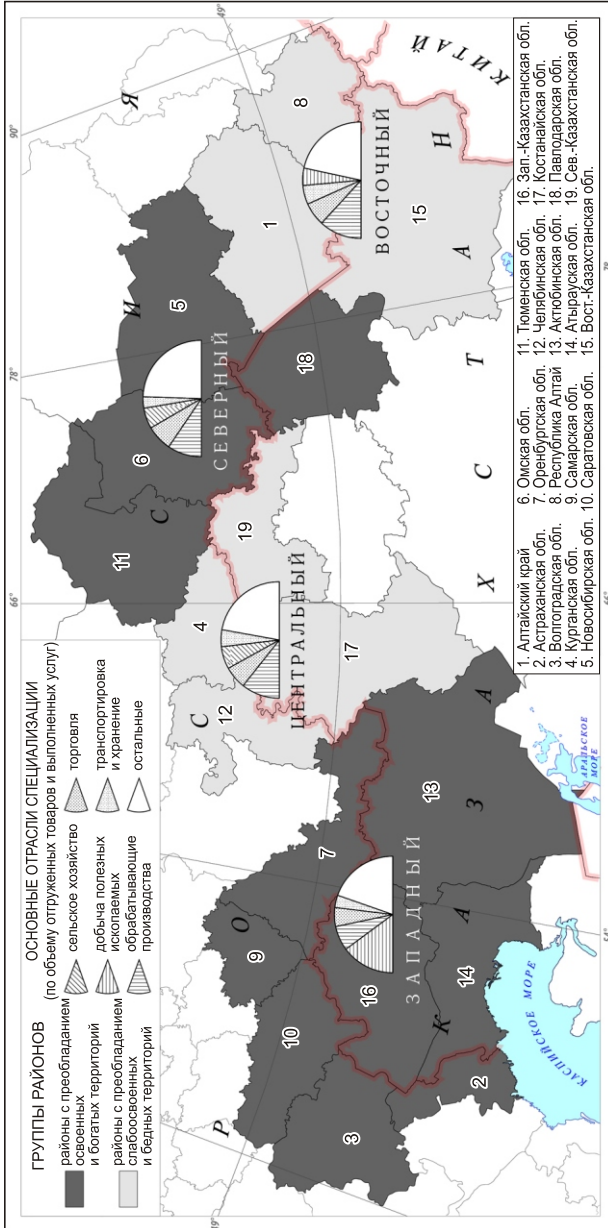 ГРУППЫ РАЙОНОВ
районы с преобладанием
освоенных
и богатых территорий
районы с преобладанием
слабоосвоенных
и бедных территорий
ОСНОВНЫЕ ОТРАСЛИ СПЕЦИАЛИЗАЦИИ
(по объему отгруженных товаров и выполненных услуг)
сельское хозяйство
добыча полезных
ископаемых
обрабатывающие
производства
торговля
транспортировка
и хранение
остальные
66°
78°
90°
49°
Р О С С И Я
К А З А Х С Т А Н
КИТАЙ
ЗАПАДНЫЙ
ЦЕНТРАЛЬНЫЙ
СЕВЕРНЫЙ
ВОСТОЧНЫЙ
3
10
9
7
2
16
14
13
12
4
17
19
11
6
5
18
1
8
15
КАСПИЙСКОЕ МОРЕ
АРАЛЬСКОЕ
МОРЕ
1. Алтайский край
2. Астраханская обл.
3. Волгоградская обл.
4. Курганская обл.
5. Новосибирская обл.
6. Омская обл.
7. Оренбургская обл.
8. Республика Алтай
9. Самарская обл.
10. Саратовская обл.
11. Тюменская обл.
12. Челябинская обл.
13. Актюбинская обл.
14. Атырауская обл.
15. Вост.-Казахстанская обл.
16. Зап.-Казахстанская обл.
17. Костанайская обл.
18. Павлодарская обл.
19. Сев.-Казахстанская обл.